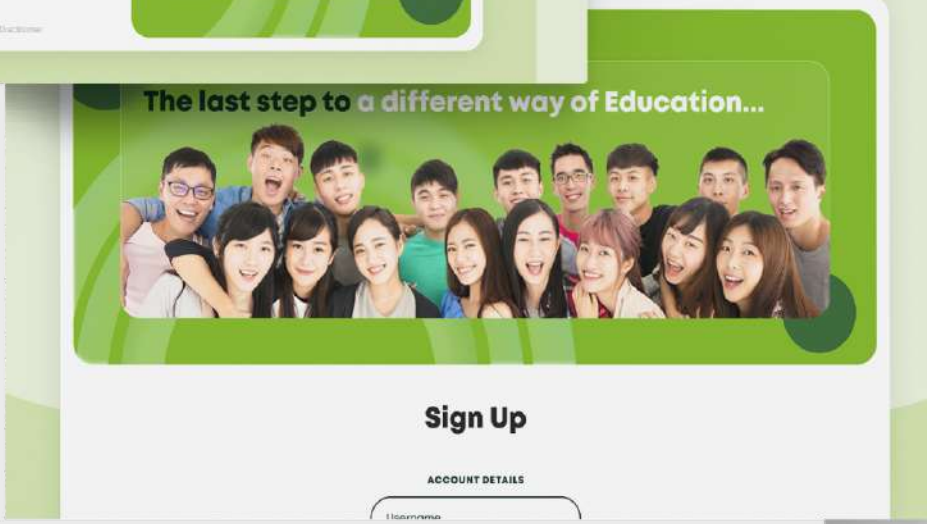 The last step to a different way of Education...
Sign Up
ACCOUNT DETAILS
Username